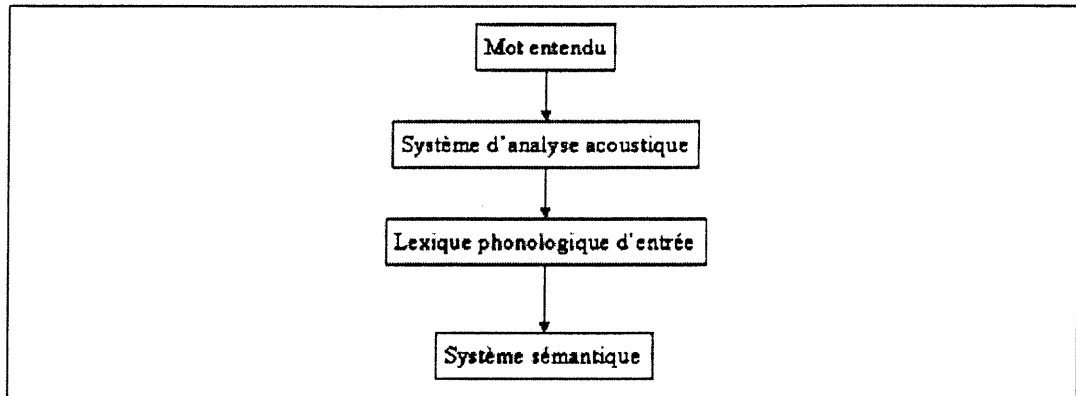 Mot entendu
Système d'analyse acoustique
Lexique phonologique d'entrée
Système sémantique